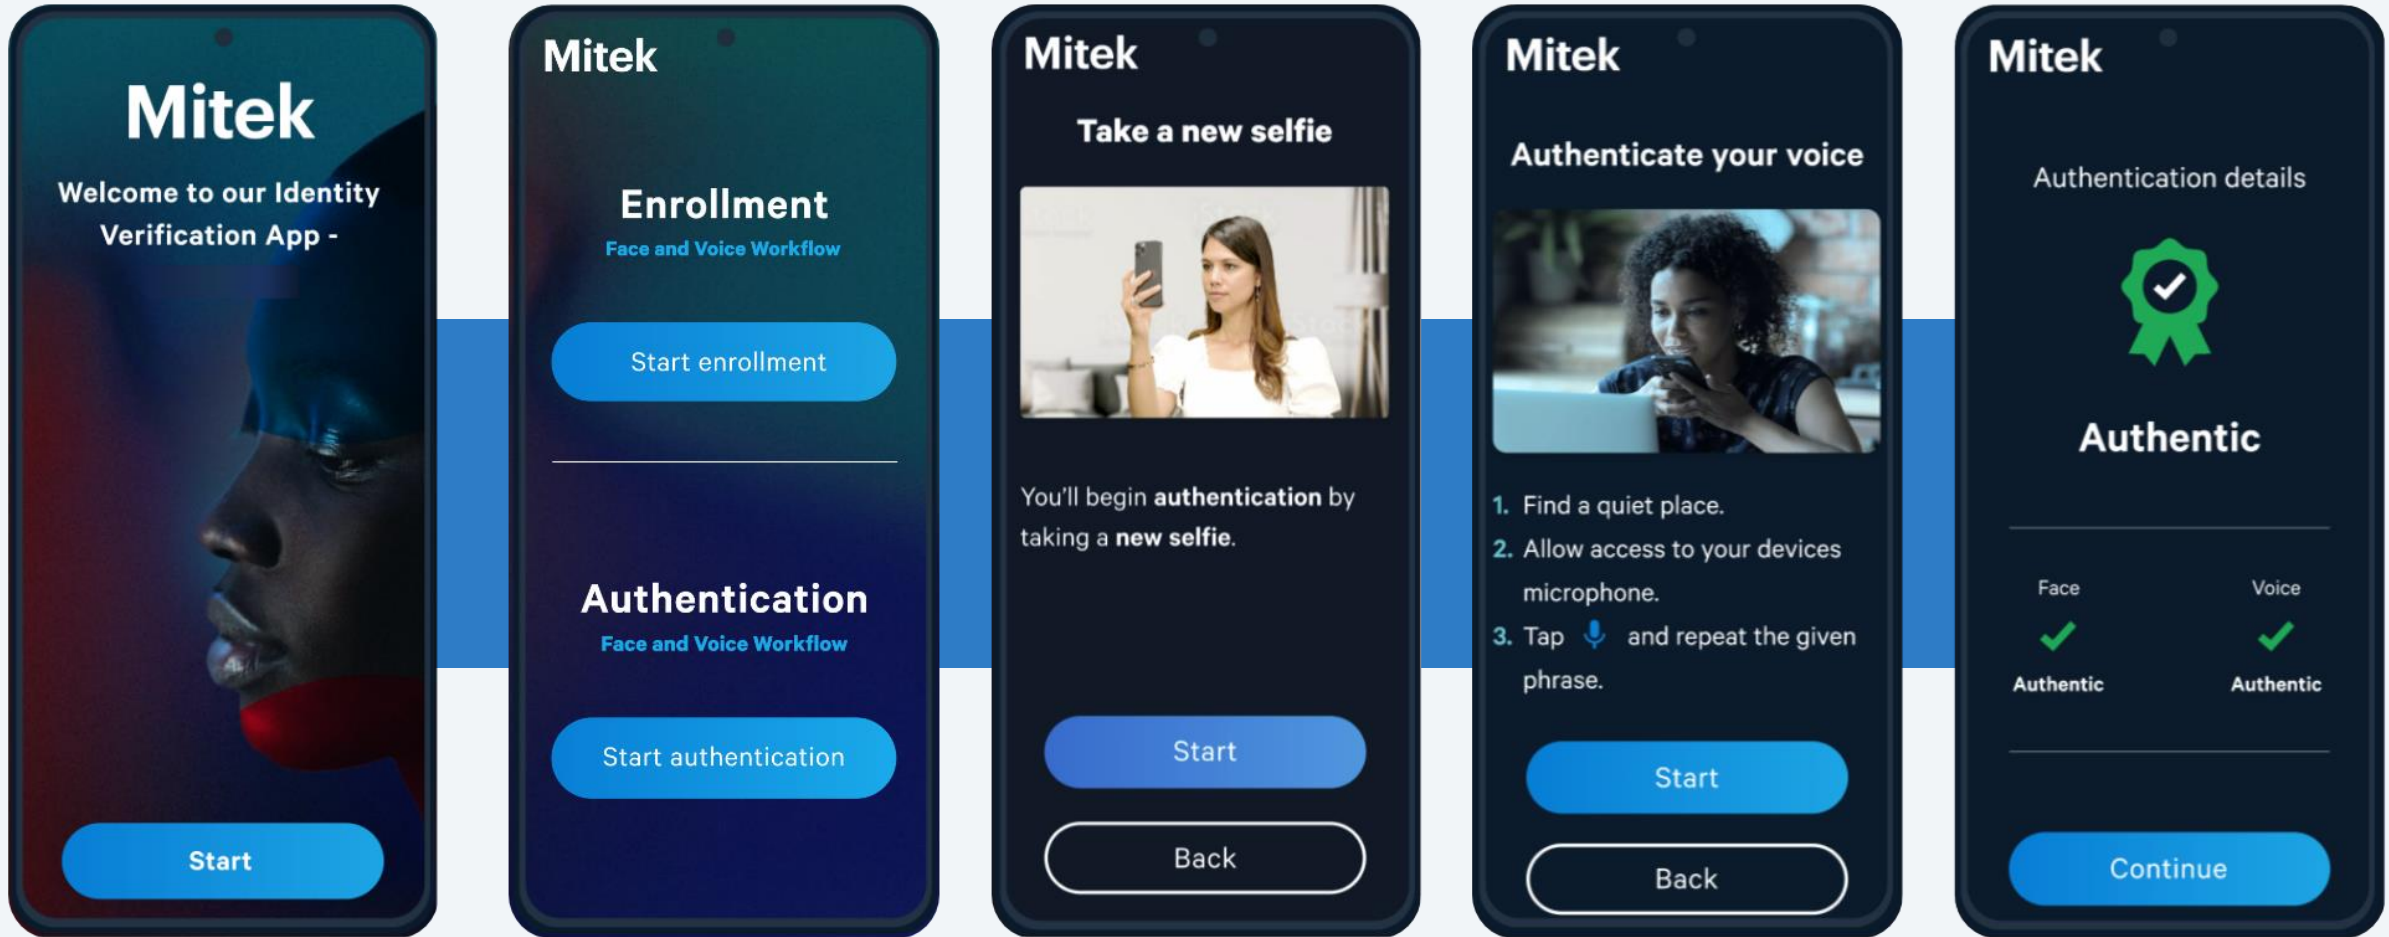 Mitek
Welcome to our Identity
Verification App -
Start
Mitek
Enrollment
Face and Voice Workflow
Start enrollment
Authentication
Face and Voice Workflow
Start authentication
Mitek
Take a new selfie
You'll begin authentication by
taking a new selfie.
Start
Back
Mitek
Authenticate your voice
1. Find a quiet place.
2. Allow access to your devices
microphone.
3. Tap and repeat the given
phrase.
Start
Back
Mitek
Authentication details
Authentic
Face
Voice
Authentic
Authentic
Continue